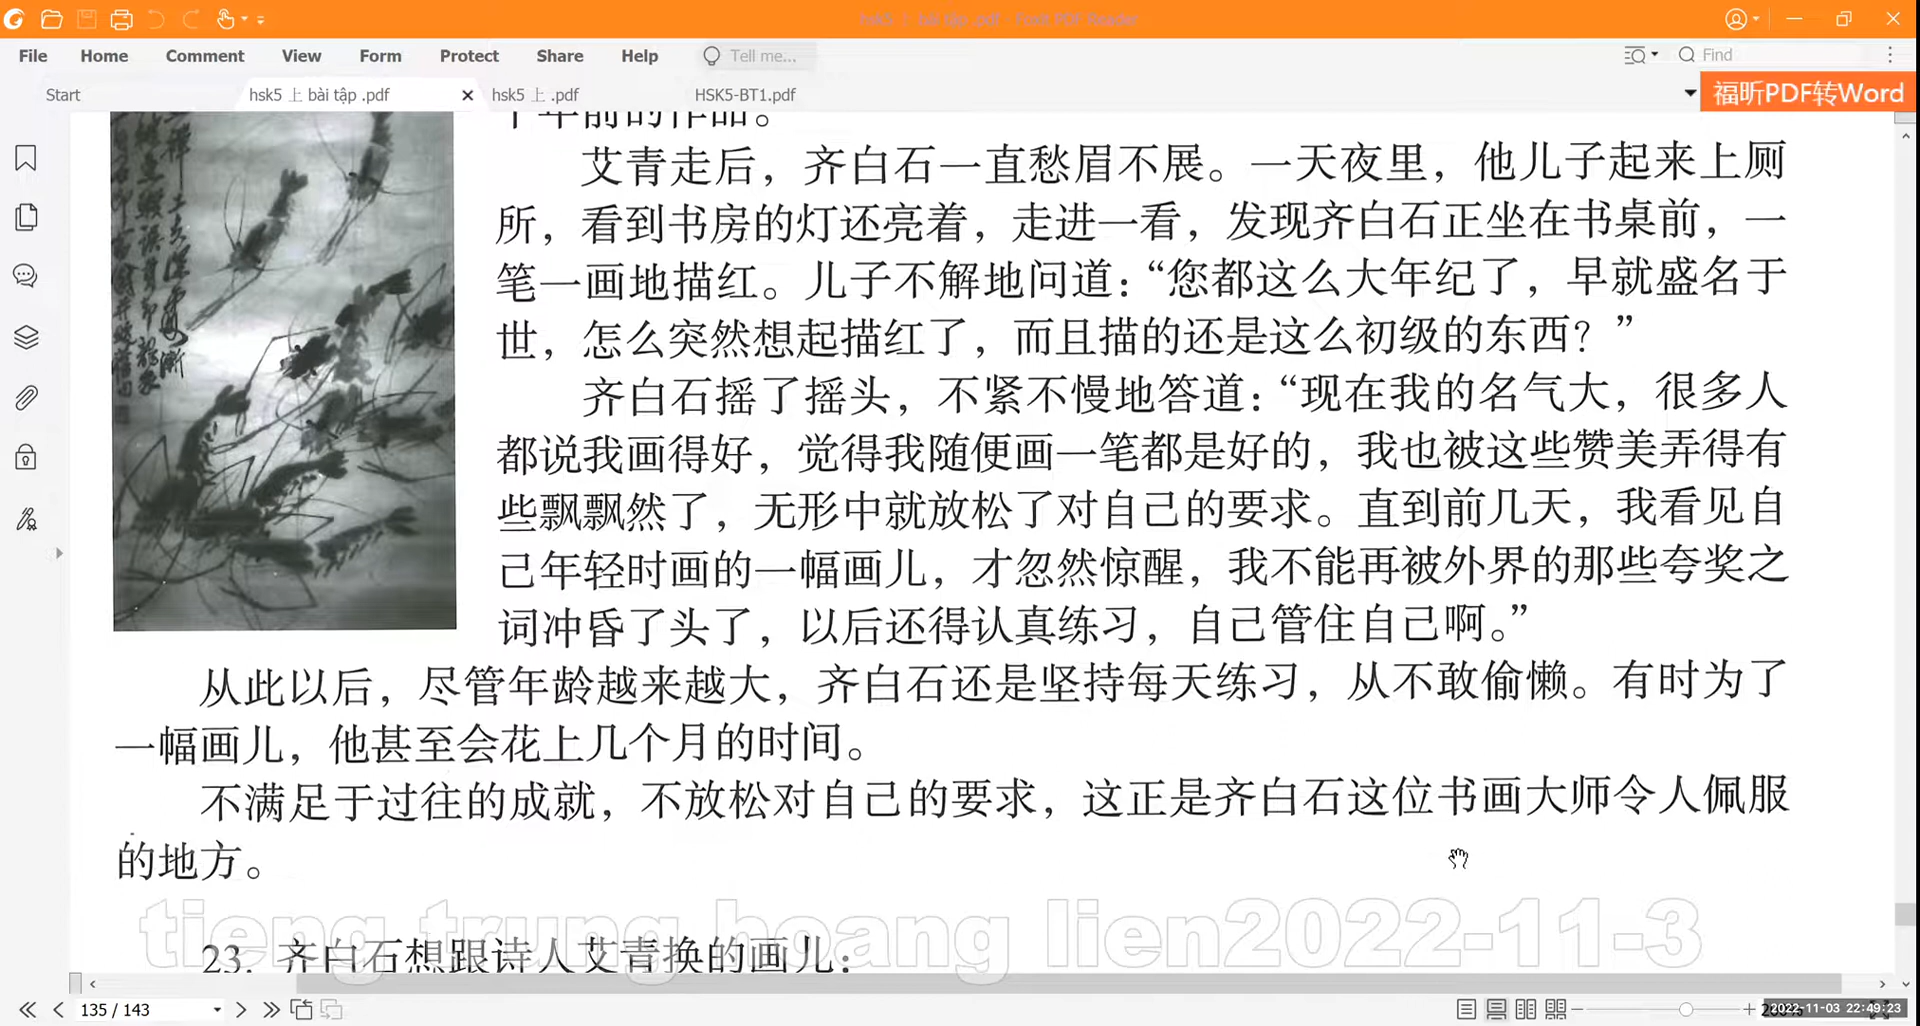 hsk5 上 bài tập .pdf - Foxit PDF Reader
File Home Comment View Form Protect Share Help Tell me... Find
Start hsk5 上 bài tập .pdf hsk5 上 .pdf HSK5-BT1.pdf 福昕PDF转Word
个年前的作品。
艾青走后，齐白石一直愁眉不展。一天夜里，他儿子起来上厕
所，看到书房的灯还亮着，走进一看，发现齐白石正坐在书桌前，一
笔一画地描红。儿子不解地问道：“您都这么大年纪了，早就盛名于
世，怎么突然想起描红了，而且描的还是这么初级的东西？”
齐白石摇了摇头，不紧不慢地答道：“现在我的名气大，很多人
都说我画得好，觉得我随便画一笔都是好的，我也被这些赞美弄得有
些飘飘然了，无形中就放松了对自己的要求。直到前几天，我看见自
己年轻时画的一幅画儿，才忽然惊醒，我不能再被外界的那些夸奖之
词冲昏了头了，以后还得认真练习，自己管住自己啊。”
从此以后，尽管年龄越来越大，齐白石还是坚持每天练习，从不敢偷懒。有时为了
一幅画儿，他甚至会花上几个月的时间。
不满足于过往的成就，不放松对自己的要求，这正是齐白石这位书画大师令人佩服
的地方。
tieng trung hoang lien2022-11-3
23. 齐白石想跟诗人艾青换的画儿：
135 / 143
2022-11-03 22:49:23